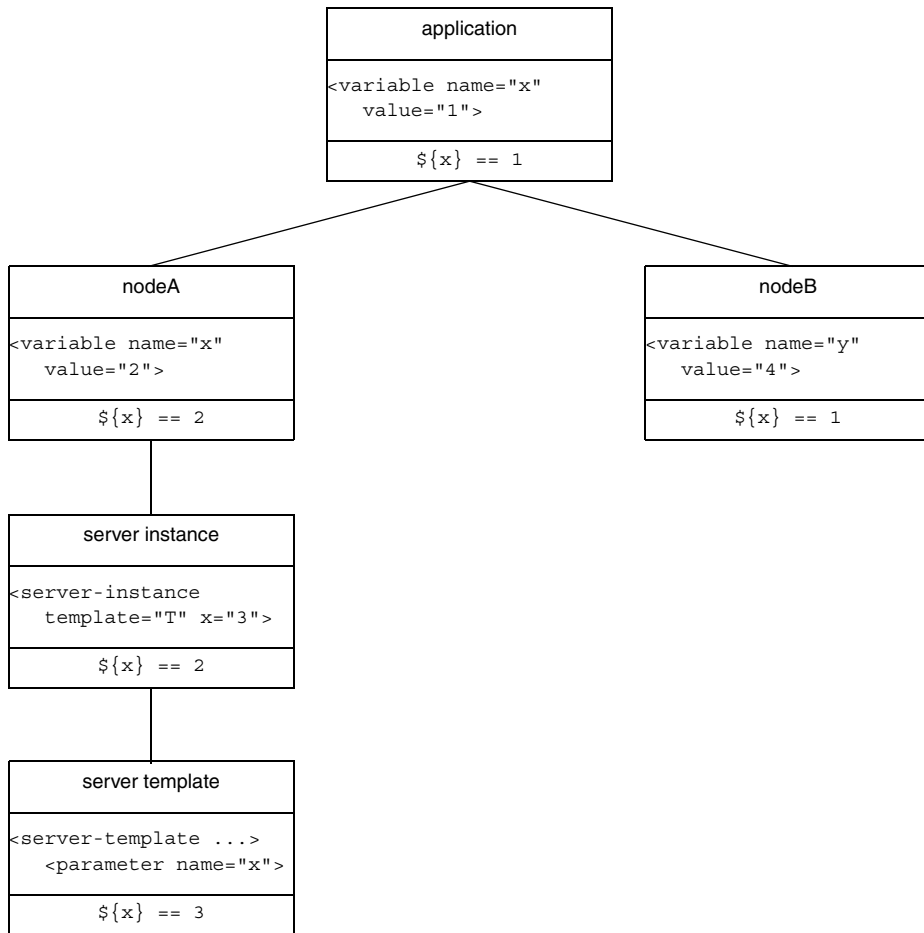 application
<variable name="x"
value="1">
${x} == 1
nodeA
<variable name="x"
value="2">
${x} == 2
nodeB
<variable name="y"
value="4">
${x} == 1
server instance
<server-instance
template="T" x="3">
${x} == 2
server template
<server-template ...>
<parameter name="x">
${x} == 3